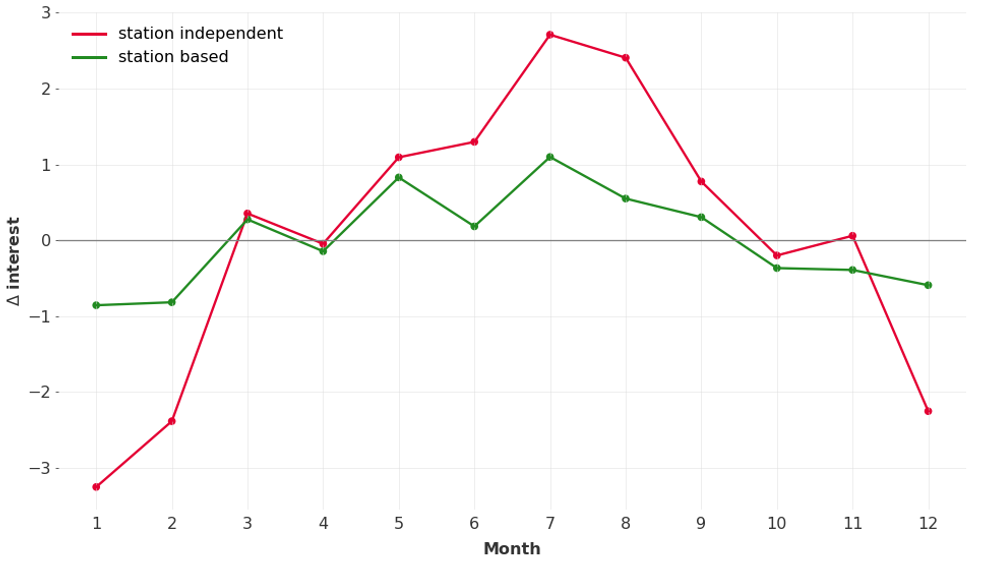 3
station independent
station based
2
1
0
−1
−2
−3
Δ interest
1 2 3 4 5 6 7 8 9 10 11 12
Month